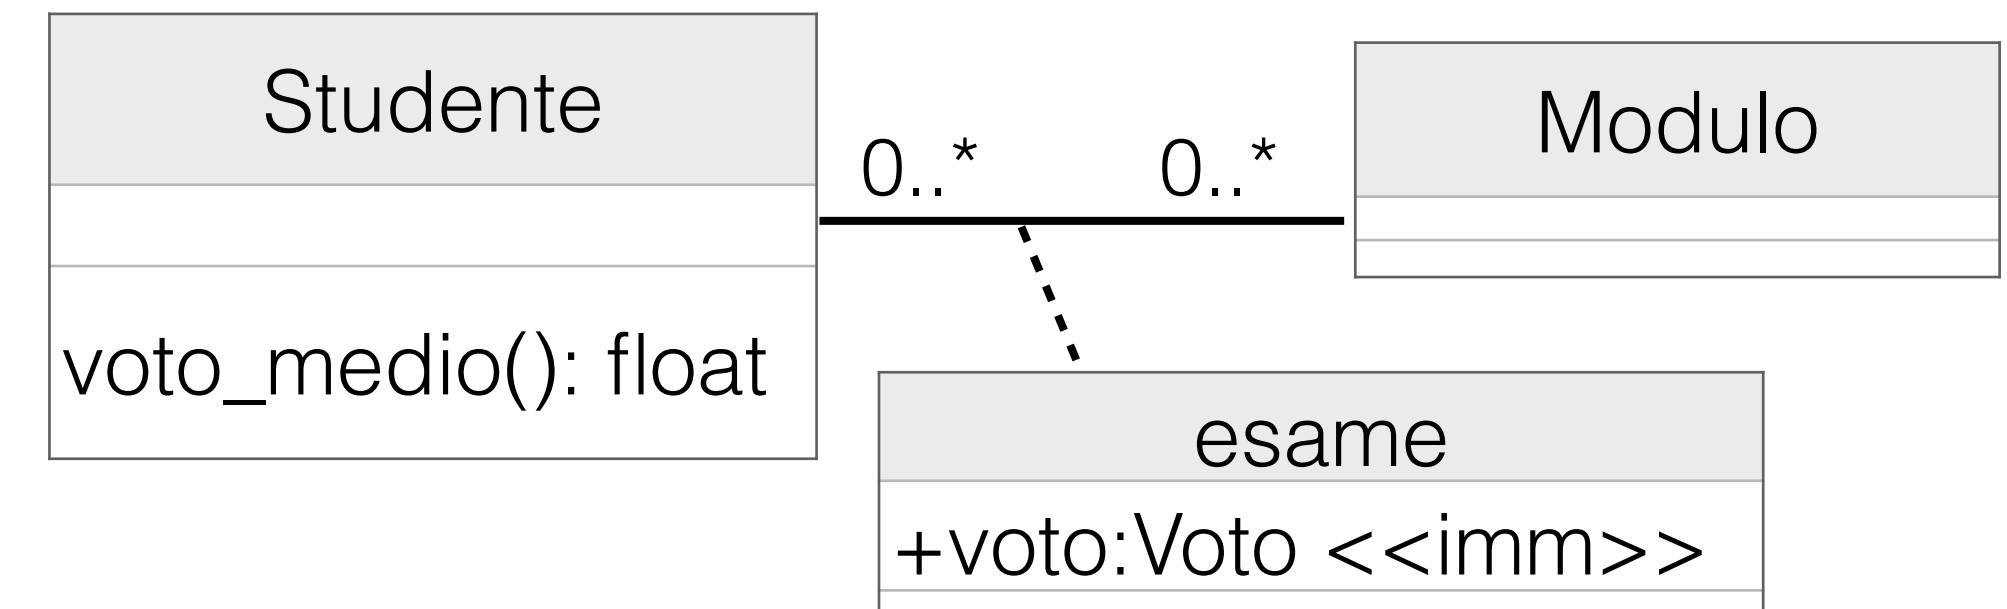 Studente
Modulo
0..*
0..*
voto_medio(): float
esame
+voto:Voto <<imm>>